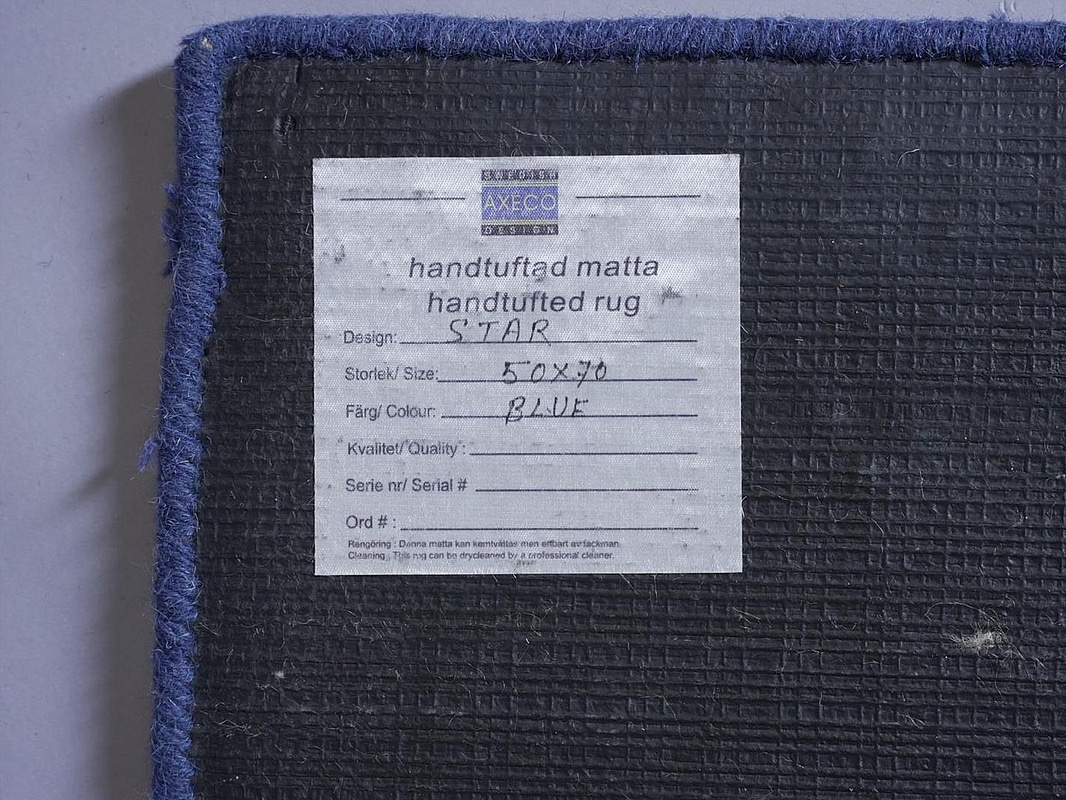 SWEDISH
AXECO
DESIGN
handtuftad matta
handtufted rug
Design: STAR
Storlek/ Size: 50X70
Färg/ Colour: BLUE
Kvalitet/ Quality :
Serie nr/ Serial #
Ord # :
Rengöring : Denna matta kan kemtvättas men enbart av fackman.
Cleaning : This rug can be drycleaned by a professional cleaner.